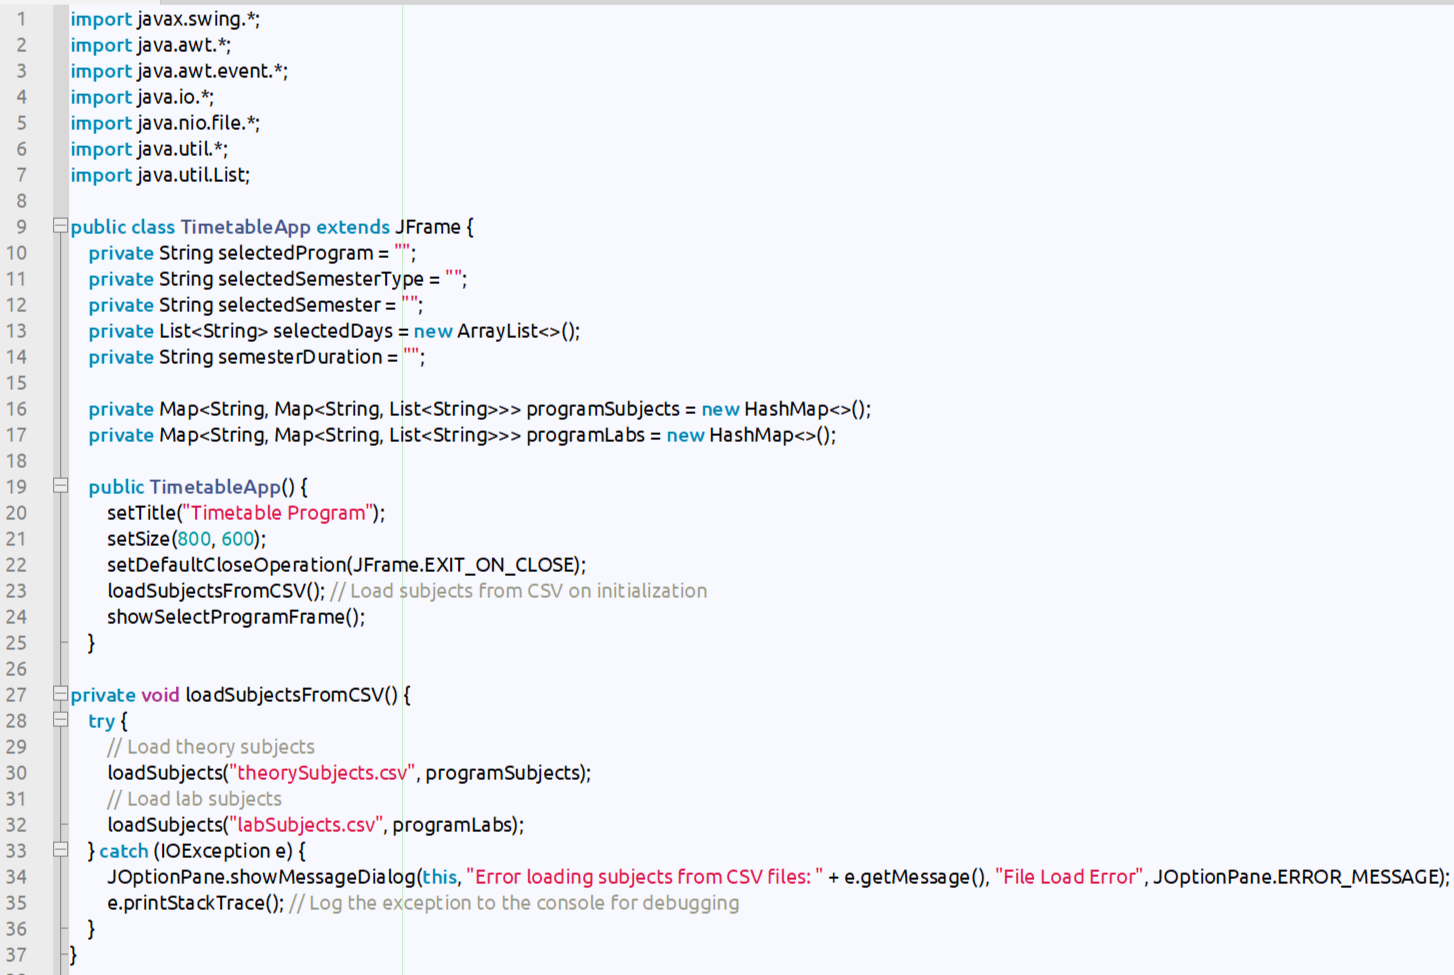 1 import javax.swing.*;
2 import java.awt.*;
3 import java.awt.event.*;
4 import java.io.*;
5 import java.nio.file.*;
6 import java.util.*;
7 import java.util.List;
8
9 public class TimetableApp extends JFrame {
10 private String selectedProgram = "";
11 private String selectedSemesterType = "";
12 private String selectedSemester = "";
13 private List<String> selectedDays = new ArrayList<>();
14 private String semesterDuration = "";
15
16 private Map<String, Map<String, List<String>>> programSubjects = new HashMap<>();
17 private Map<String, Map<String, List<String>>> programLabs = new HashMap<>();
18
19 public TimetableApp() {
20 setTitle("Timetable Program");
21 setSize(800, 600);
22 setDefaultCloseOperation(JFrame.EXIT_ON_CLOSE);
23 loadSubjectsFromCSV(); // Load subjects from CSV on initialization
24 showSelectProgramFrame();
25 }
26
27 private void loadSubjectsFromCSV() {
28 try {
29 // Load theory subjects
30 loadSubjects("theorySubjects.csv", programSubjects);
31 // Load lab subjects
32 loadSubjects("labSubjects.csv", programLabs);
33 } catch (IOException e) {
34 JOptionPane.showMessageDialog(this, "Error loading subjects from CSV files: " + e.getMessage(), "File Load Error", JOptionPane.ERROR_MESSAGE);
35 e.printStackTrace(); // Log the exception to the console for debugging
36 }
37 }